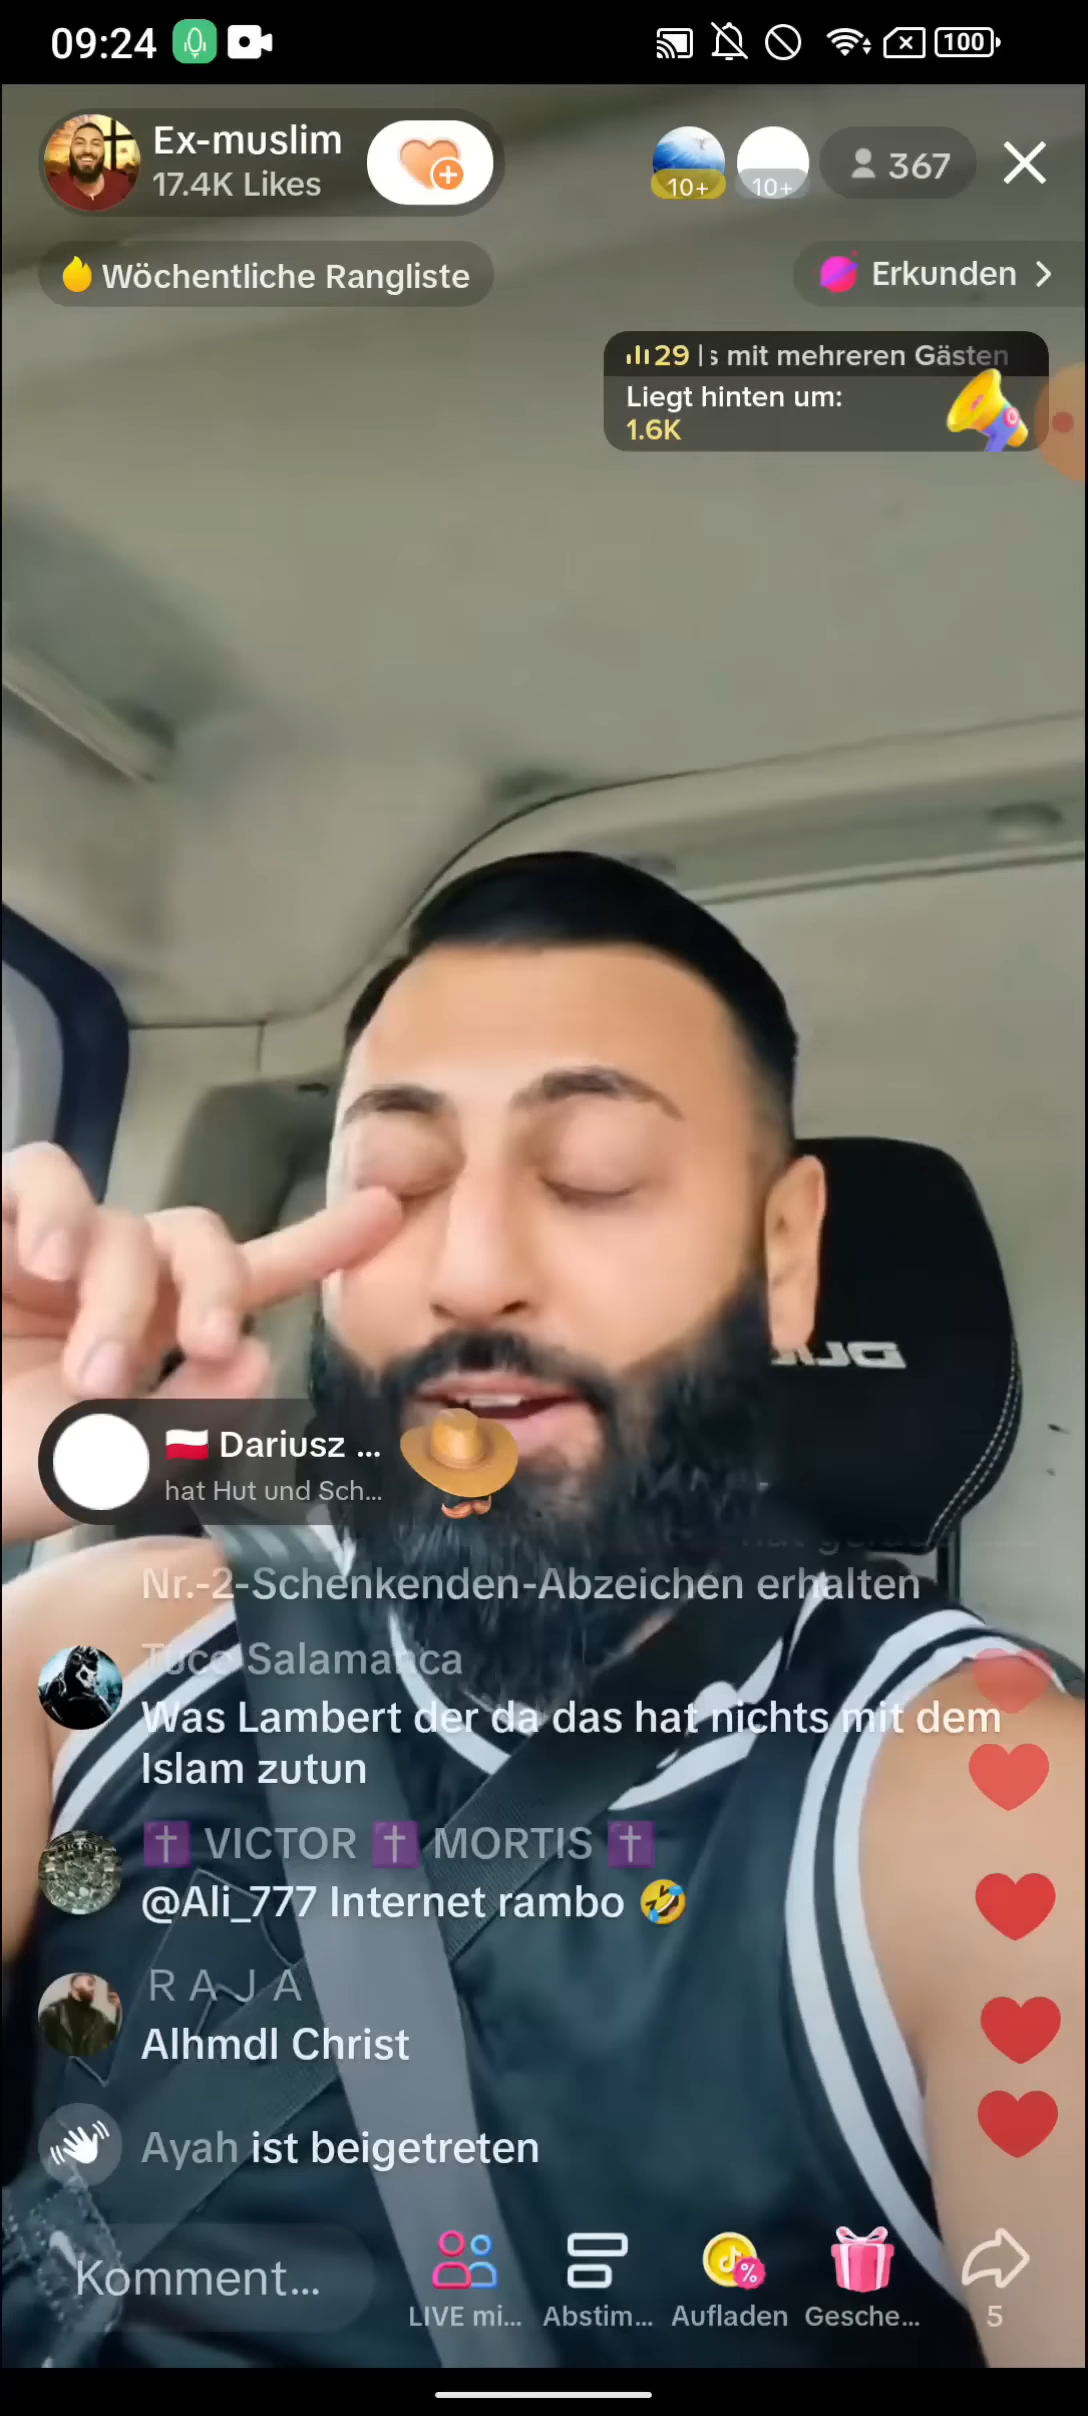 09:24
100
Ex-muslim
17.4K Likes
10+
10+
367
Wöchentliche Rangliste
Erkunden
29 | s mit mehreren Gästen
Liegt hinten um:
1.6K
🇵🇱 Dariusz ...
hat Hut und Sch...
Nr.-2-Schenkenden-Abzeichen erhalten
Tuco Salamanca
Was Lambert der da das hat nichts mit dem
Islam zutun
✝️ VICTOR ✝️ MORTIS ✝️
@Ali_777 Internet rambo 🤣
R A J A
Alhmdl Christ
Ayah ist beigetreten
Komment...
LIVE mi...
Abstim...
Aufladen
Gesche...
5